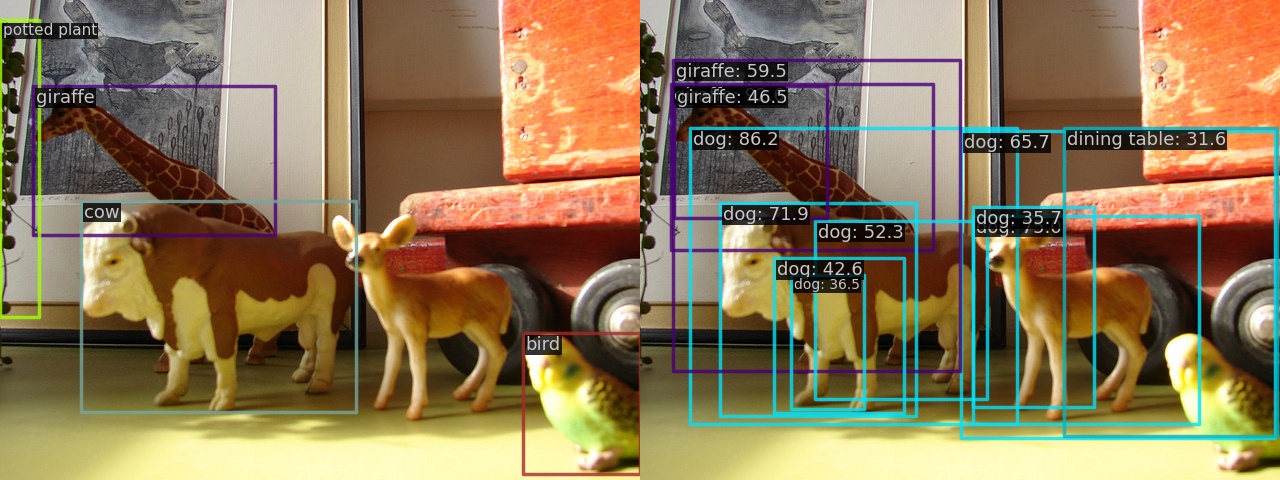 potted plant
giraffe
cow
bird
giraffe: 59.5
giraffe: 46.5
dog: 86.2
dog: 65.7
dining table: 31.6
dog: 71.9
dog: 52.3
dog: 35.7
dog: 42.6
dog: 36.5